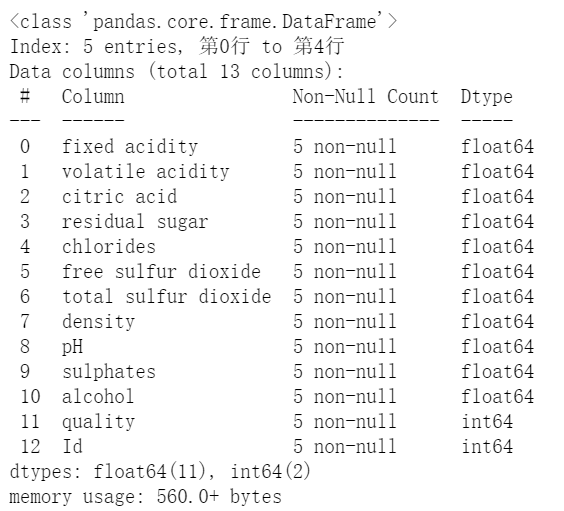 <class 'pandas.core.frame.DataFrame'>
Index: 5 entries, 第0行 to 第4行
Data columns (total 13 columns):
 #   Column                Non-Null Count  Dtype
---  ------                --------------  -----
 0   fixed acidity         5 non-null      float64
 1   volatile acidity      5 non-null      float64
 2   citric acid           5 non-null      float64
 3   residual sugar        5 non-null      float64
 4   chlorides             5 non-null      float64
 5   free sulfur dioxide   5 non-null      float64
 6   total sulfur dioxide  5 non-null      float64
 7   density               5 non-null      float64
 8   pH                    5 non-null      float64
 9   sulphates             5 non-null      float64
 10  alcohol               5 non-null      float64
 11  quality               5 non-null      int64
 12  Id                    5 non-null      int64
dtypes: float64(11), int64(2)
memory usage: 560.0+ bytes